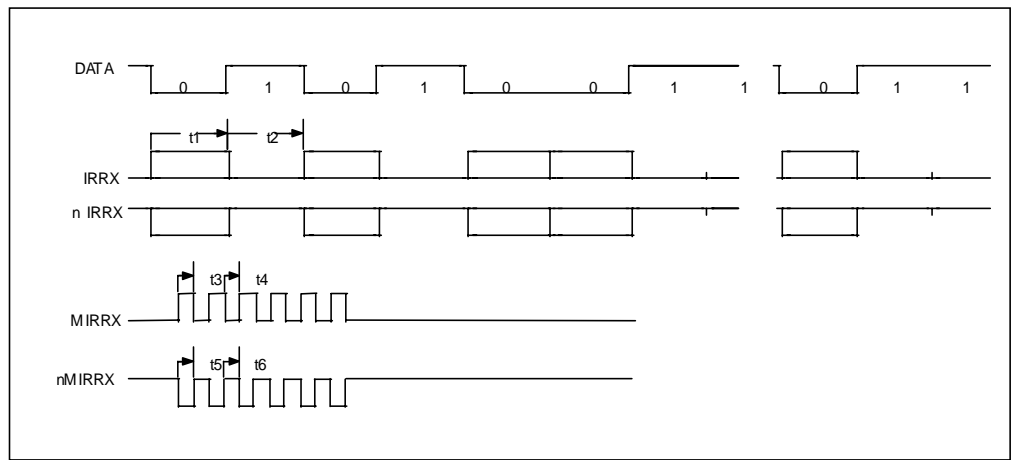 DATA
0 1 0 1 0 0 1 1 0 1 1
t1 t2
IRRX
n IRRX
t3 t4
MIRRX
t5 t6
nMIRRX